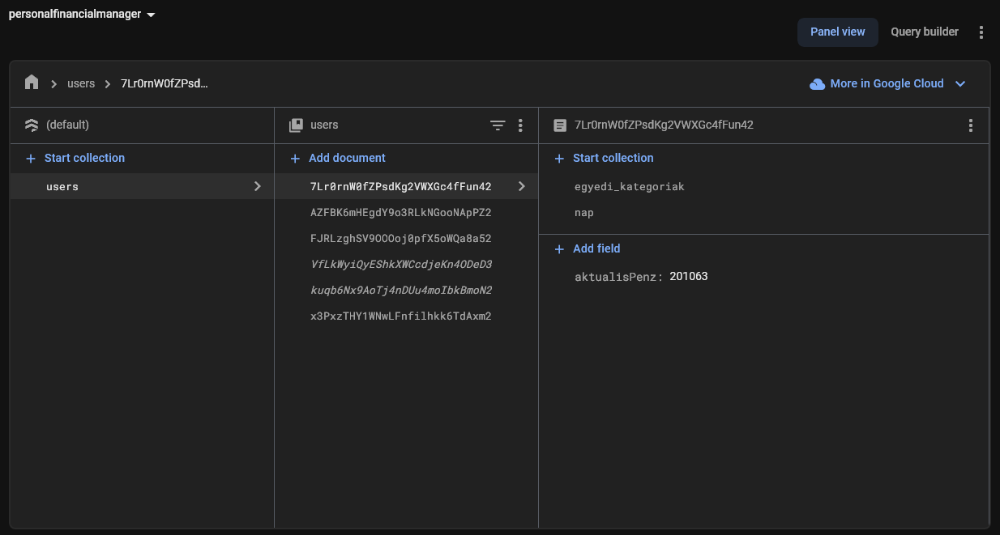 personalfinancialmanager
Panel view
Query builder
users
7Lr0rnW0fZPsd...
More in Google Cloud
(default)
users
7Lr0rnW0fZPsdKg2VWXGc4fFun42
Start collection
Add document
Start collection
users
7Lr0rnW0fZPsdKg2VWXGc4fFun42
egyedi_kategoriak
AZFBK6mHEgdY9o3RLkNGooNApPZ2
nap
FJRLzghSV9OOOoj0pfX5oWQa8a52
Add field
VfLkWyiQyEShkXWCcdjeKn4ODeD3
aktualisPenz: 201063
kuqb6Nx9AoTj4nDUu4moIbkBmoN2
x3PxzTHY1WNwLFnfilhkk6TdAxm2